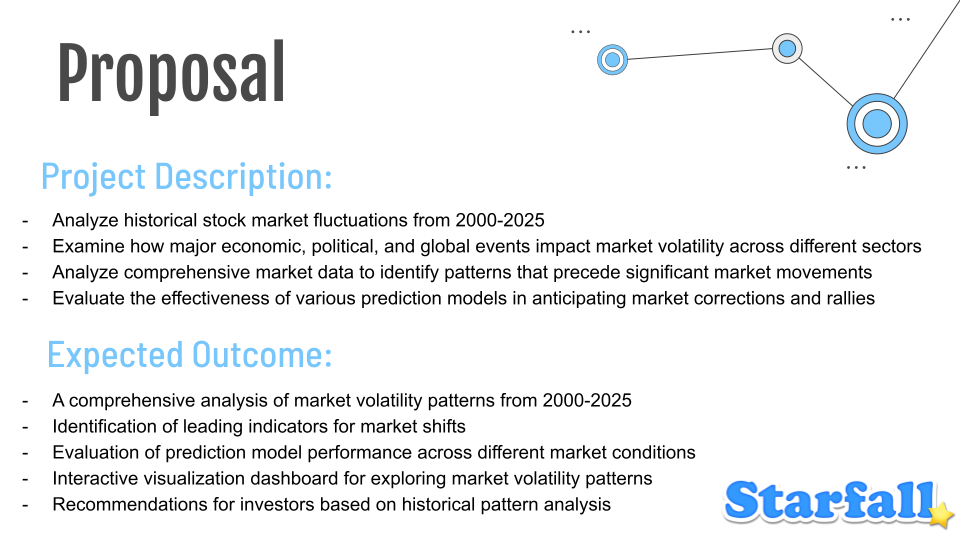 Proposal
Project Description:
- Analyze historical stock market fluctuations from 2000-2025
- Examine how major economic, political, and global events impact market volatility across different sectors
- Analyze comprehensive market data to identify patterns that precede significant market movements
- Evaluate the effectiveness of various prediction models in anticipating market corrections and rallies
Expected Outcome:
- A comprehensive analysis of market volatility patterns from 2000-2025
- Identification of leading indicators for market shifts
- Evaluation of prediction model performance across different market conditions
- Interactive visualization dashboard for exploring market volatility patterns
- Recommendations for investors based on historical pattern analysis
Starfall